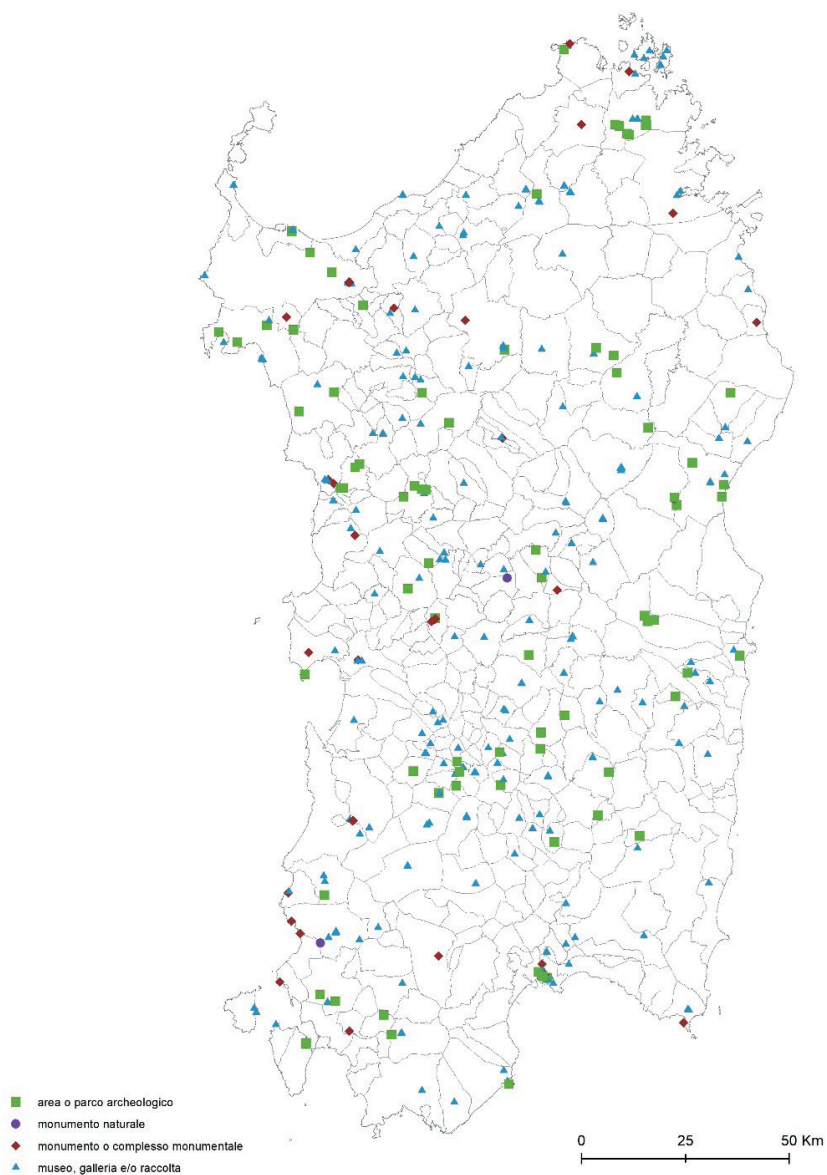 area o parco archeologico
monumento naturale
monumento o complesso monumentale
museo, galleria e/o raccolta
0 25 50 Km